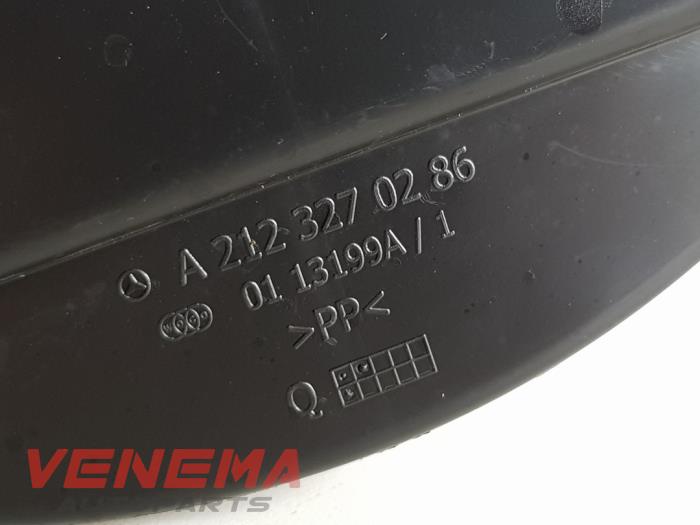 A 212 327 02 86
01 13199A / 1
>PP<
Q
VENEMA
AUTOPARTS